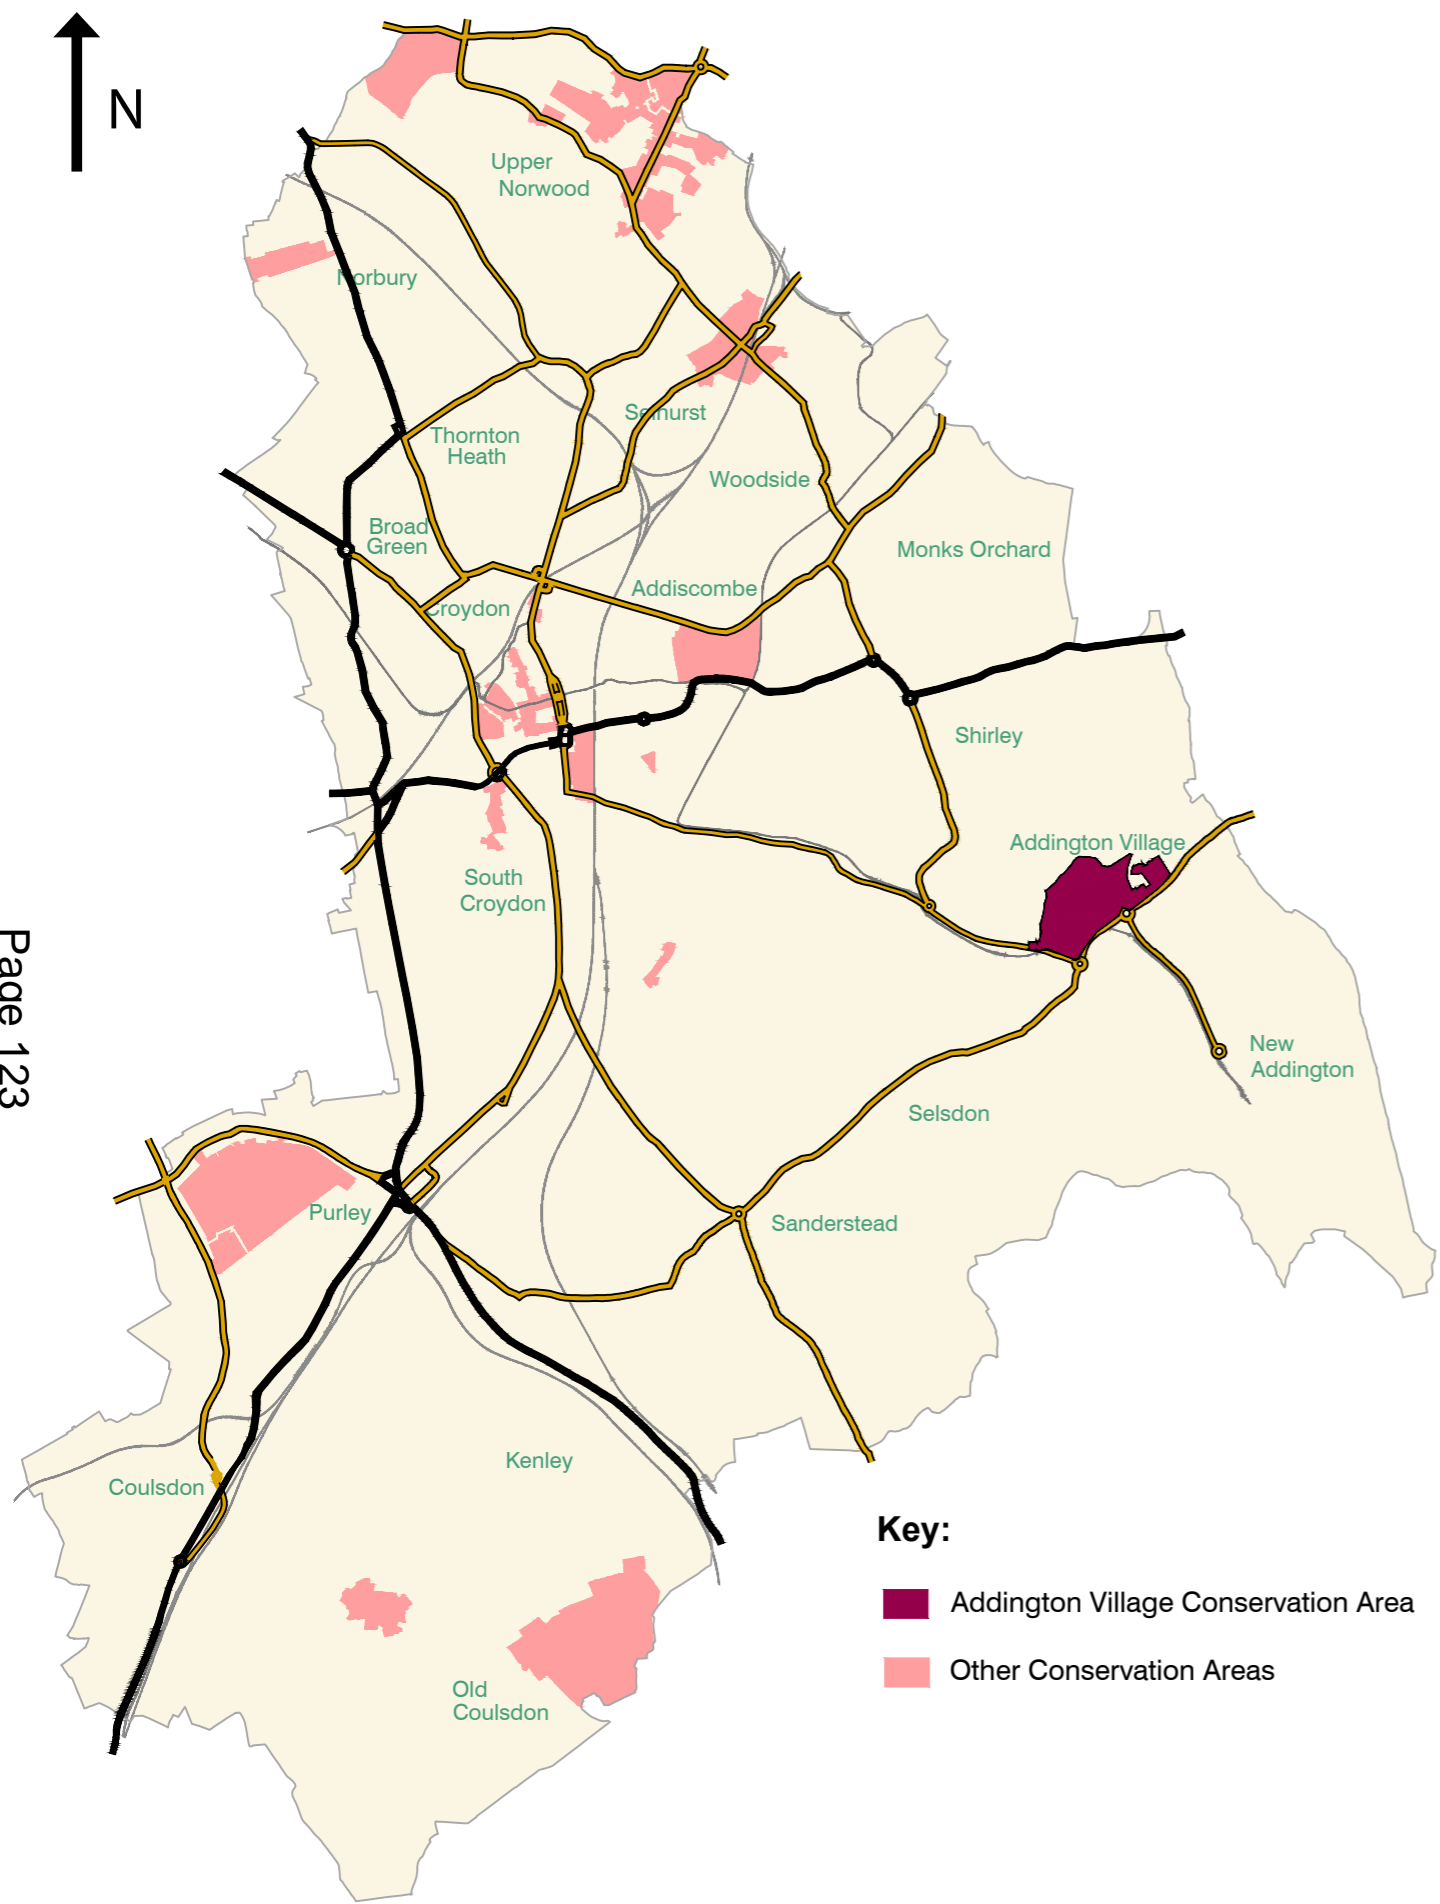 N
Upper
Norwood
Norbury
Selhurst
Thornton
Heath
Woodside
Broad
Green
Monks Orchard
Addiscombe
Croydon
Shirley
Addington Village
South
Croydon
Page 123
New
Addington
Selsdon
Purley
Sanderstead
Kenley
Coulsdon
Key:
Addington Village Conservation Area
Other Conservation Areas
Old
Coulsdon